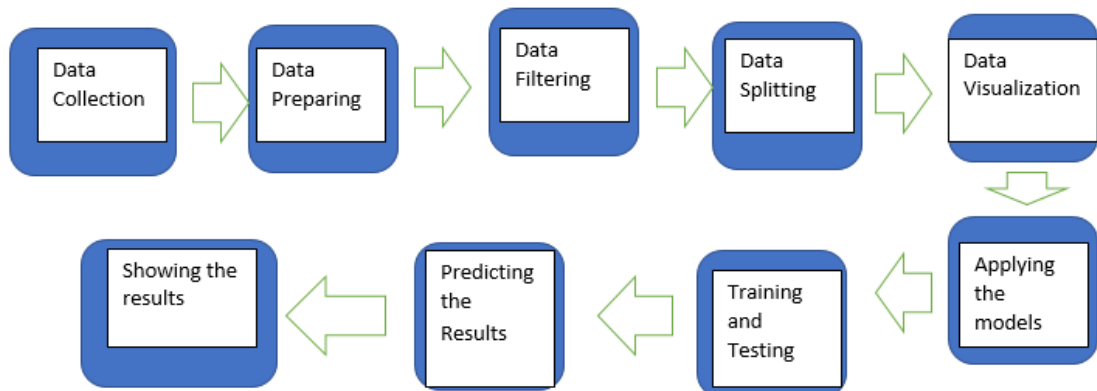 Data
Collection
Data
Preparing
Data
Filtering
Data
Splitting
Data
Visualization
Applying
the
models
Training
and
Testing
Predicting
the
Results
Showing the
results